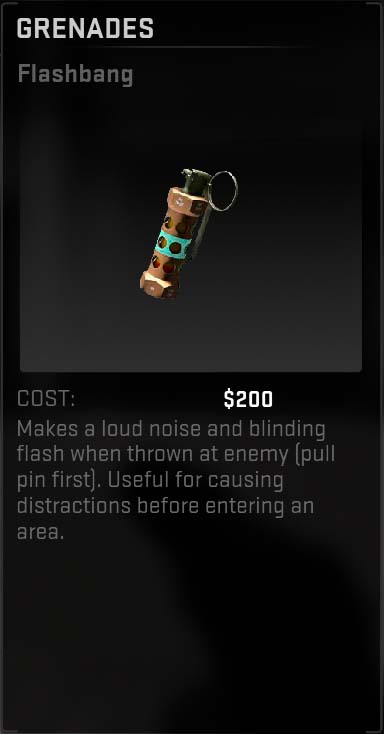 GRENADES
Flashbang
COST: $200
Makes a loud noise and blinding
flash when thrown at enemy (pull
pin first). Useful for causing
distractions before entering an
area.